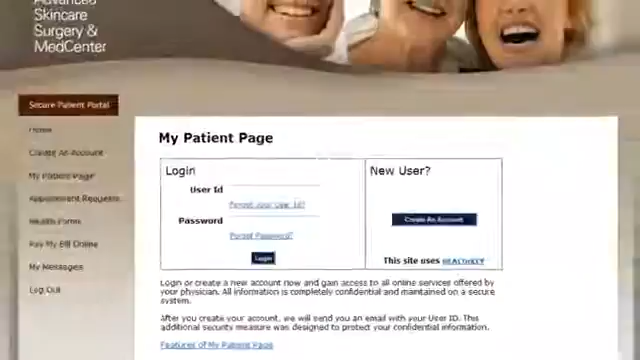 Advanced
Skincare
Surgery &
MedCenter
Secure Patient Portal
Home
Create An Account
My Patient Page
Appointment Requests
Health Forms
Pay My Bill Online
My Messages
Log Out
My Patient Page
Login
User Id
Forgot your User Id?
Password
Forgot Password?
Login
New User?
Create An Account
This site uses HEALTHKEY
Login or create a new account now and gain access to all online services offered by
your physician. All information is completely confidential and maintained on a secure
system.
After you create your account, we will send you an email with your User ID. This
additional security measure was designed to protect your confidential information.
Features of My Patient Page